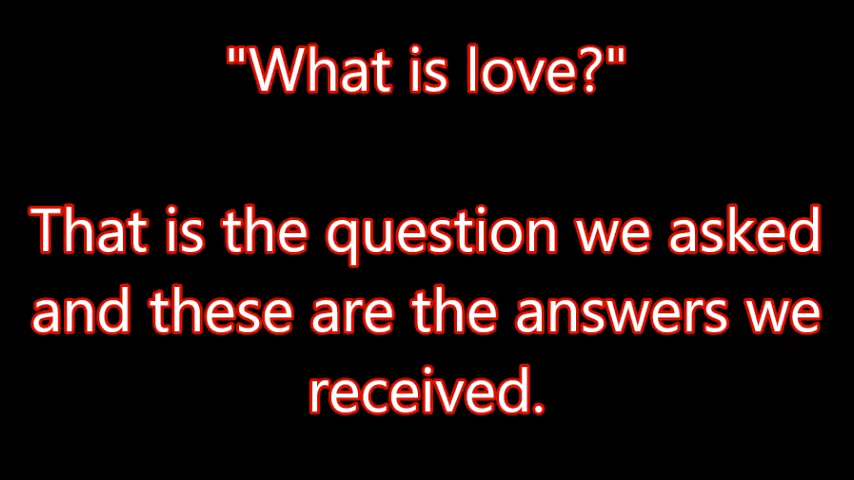 "What is love?"
That is the question we asked
and these are the answers we
received.